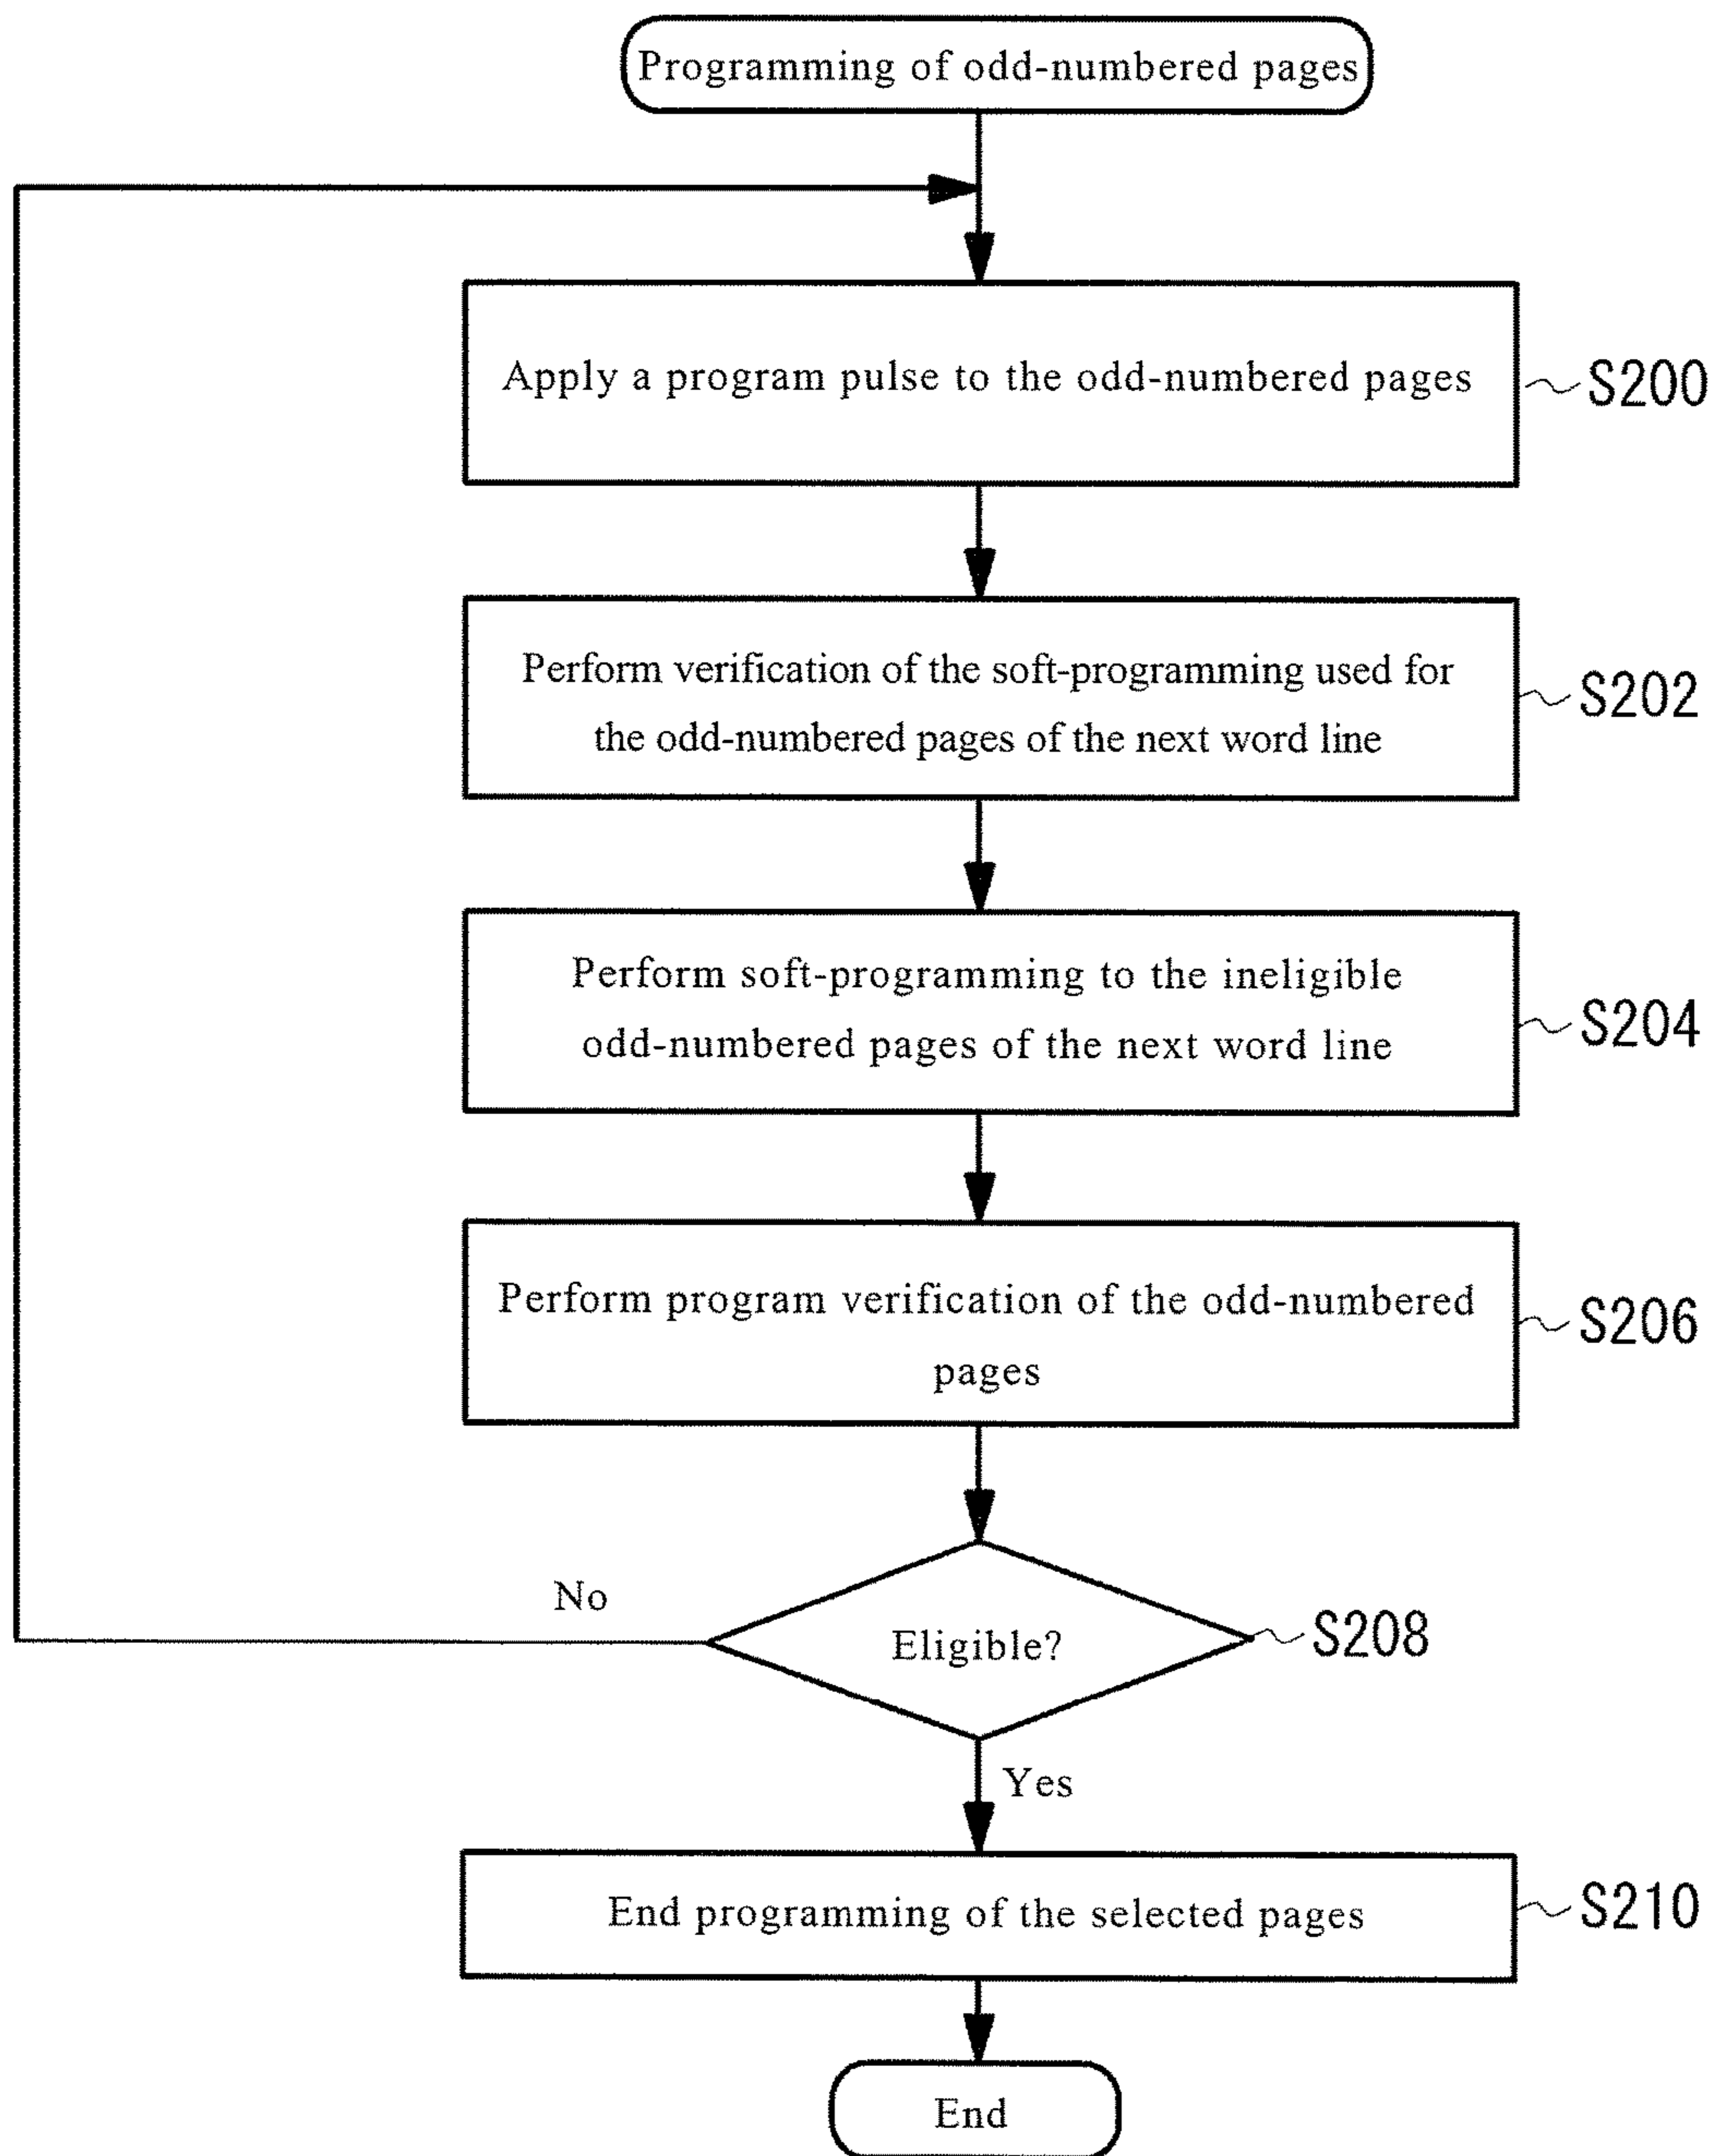 Programming of odd-numbered pages
Apply a program pulse to the odd-numbered pages
S200
Perform verification of the soft-programming used for
the odd-numbered pages of the next word line
S202
Perform soft-programming to the ineligible
odd-numbered pages of the next word line
S204
Perform program verification of the odd-numbered
pages
S206
No
Eligible?
S208
Yes
End programming of the selected pages
S210
End